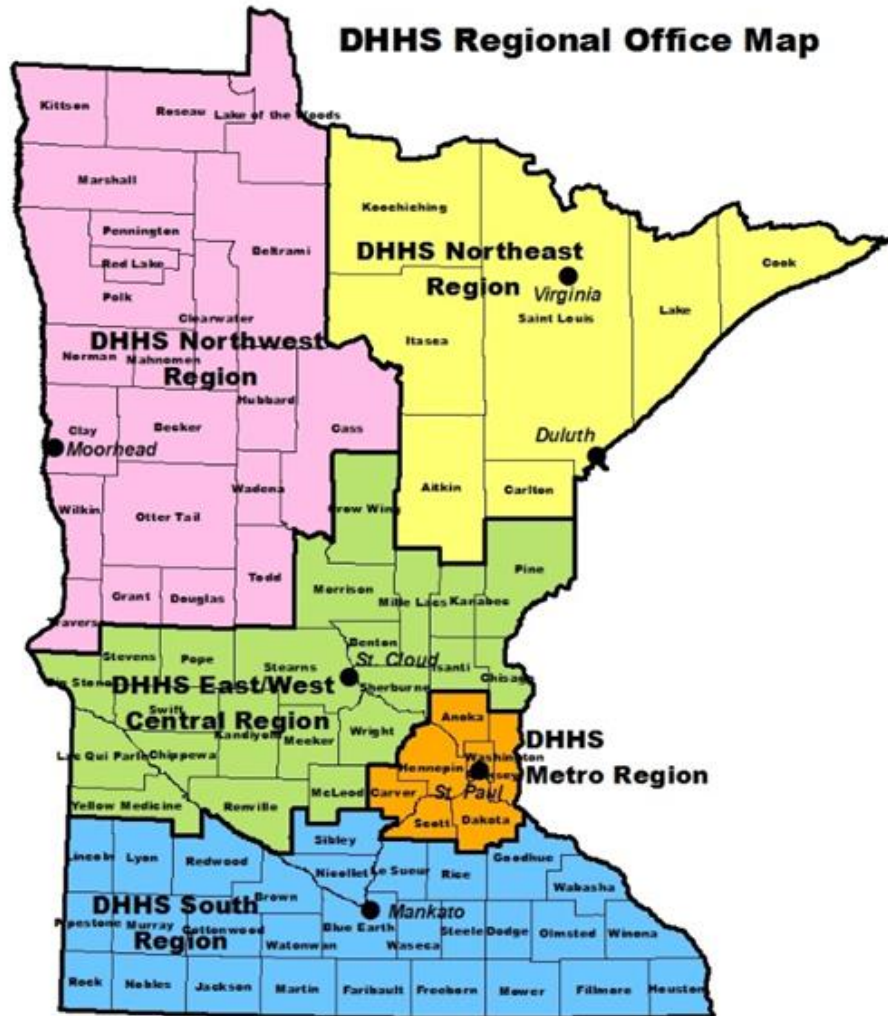 DHHS Regional Office Map
Kittson
Roseau
Lake of the Woods
Marshall
Koochiching
Pennington
Beltrami
Red Lake
DHHS Northeast
Region
Cook
Virginia
Polk
Clearwater
Saint Louis
Lake
DHHS Northwest
Region
Itasca
Norman
Mahnomen
Hubbard
Cass
Clay
Becker
Moorhead
Duluth
Wadena
Aitkin
Carlton
Wilkin
Otter Tail
Crow Wing
Todd
Pine
Grant
Douglas
Morrison
Mille Lacs
Kanabec
Traverse
Benton
Stevens
Pope
Stearns
St. Cloud
Isanti
Big Stone
Chisago
DHHS East/West
Central Region
Sherburne
Swift
Anoka
Kandiyohi
Meeker
Wright
DHHS
Metro Region
Lac Qui Parle
Chippewa
Hennepin
Washington
Ramsey
McLeod
Carver
St. Paul
Yellow Medicine
Renville
Scott
Dakota
Sibley
Lincoln
Lyon
Redwood
Nicollet
Le Sueur
Rice
Goodhue
Wabasha
Brown
DHHS South
Region
Mankato
Pipestone
Murray
Cottonwood
Watonwan
Blue Earth
Waseca
Steele
Dodge
Olmsted
Winona
Rock
Nobles
Jackson
Martin
Faribault
Freeborn
Mower
Fillmore
Houston